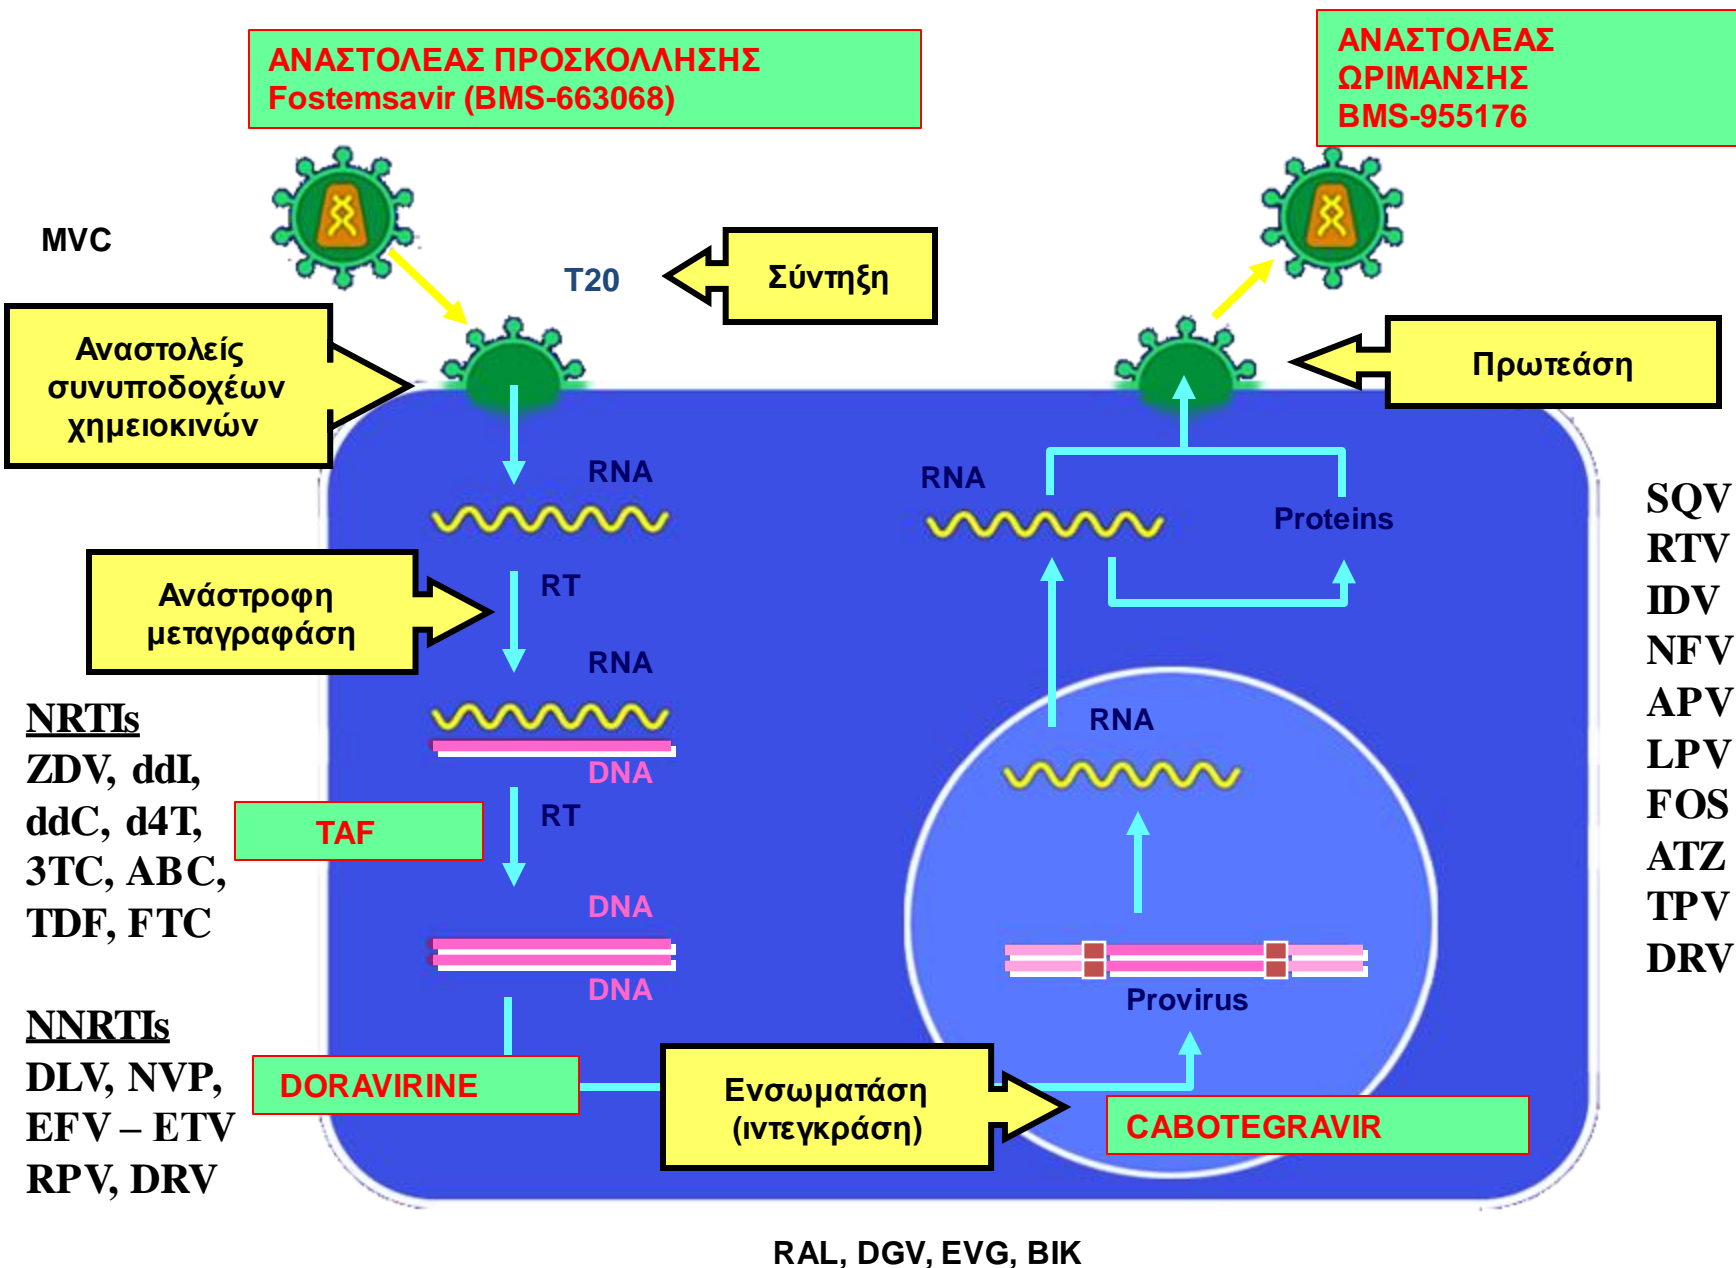 ΑΝΑΣΤΟΛΕΑΣ ΠΡΟΣΚΟΛΛΗΣΗΣ
Fostemsavir (BMS-663068)
ΑΝΑΣΤΟΛΕΑΣ
ΩΡΙΜΑΝΣΗΣ
BMS-955176
MVC
T20
Σύντηξη
Αναστολείς
συνυποδοχέων
χημειοκινών
Πρωτεάση
RNA
RNA
Proteins
Ανάστροφη
μεταγραφάση
RT
RNA
DNA
RT
DNA
DNA
RNA
Provirus
NRTIs
ZDV, ddI,
ddC, d4T,
3TC, ABC,
TDF, FTC
TAF
NNRTIs
DLV, NVP,
EFV – ETV
RPV, DRV
DORAVIRINE
Ενσωματάση
(ιντεγκράση)
CABOTEGRAVIR
SQV
RTV
IDV
NFV
APV
LPV
FOS
ATZ
TPV
DRV
RAL, DGV, EVG, BIK